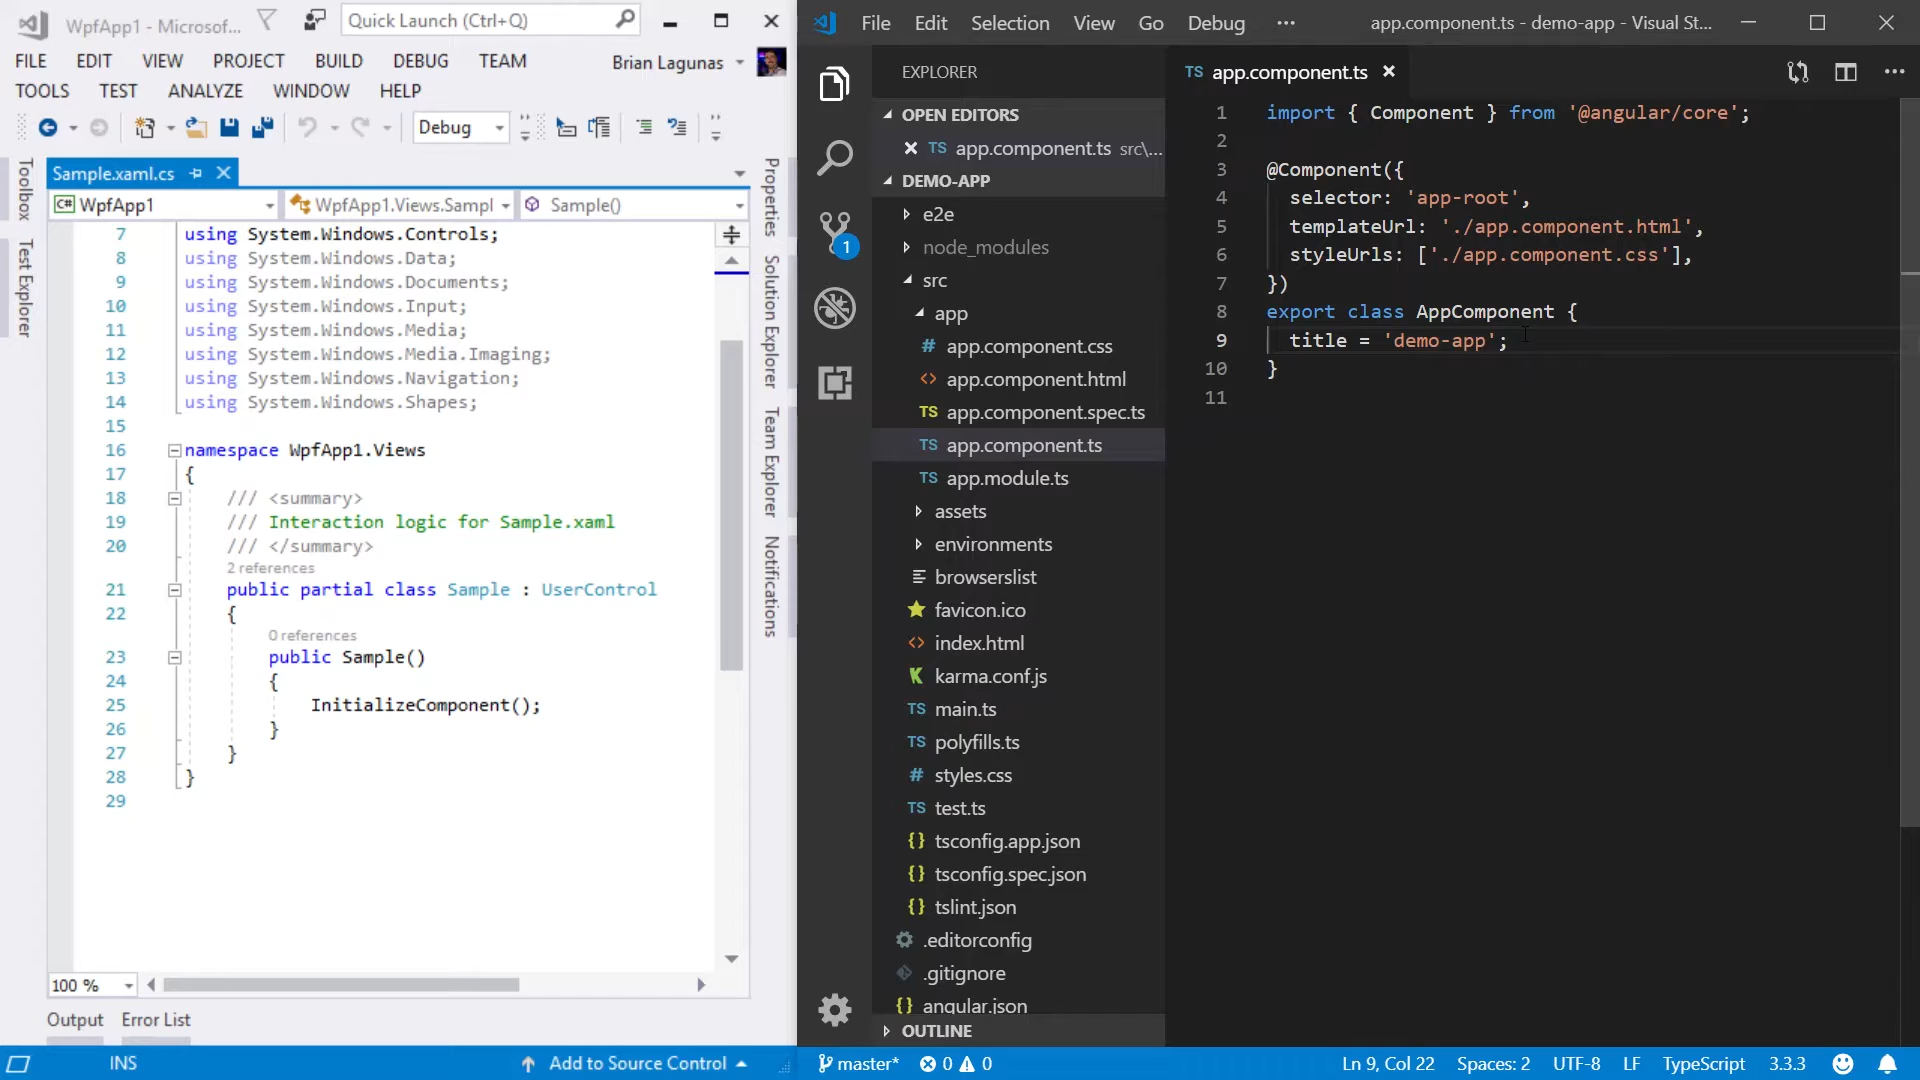 WpfApp1 - Microsof...
Quick Launch (Ctrl+Q)
FILE EDIT VIEW PROJECT BUILD DEBUG TEAM
Brian Lagunas
TOOLS TEST ANALYZE WINDOW HELP
Debug
Toolbox
Test Explorer
Sample.xaml.cs
C# WpfApp1
WpfApp1.Views.Sampl
Sample()
7 using System.Windows.Controls;
8 using System.Windows.Data;
9 using System.Windows.Documents;
10 using System.Windows.Input;
11 using System.Windows.Media;
12 using System.Windows.Media.Imaging;
13 using System.Windows.Navigation;
14 using System.Windows.Shapes;
15
16 namespace WpfApp1.Views
17 {
18 /// <summary>
19 /// Interaction logic for Sample.xaml
20 /// </summary>
2 references
21 public partial class Sample : UserControl
22 {
0 references
23 public Sample()
24 {
25 InitializeComponent();
26 }
27 }
28 }
29
100 %
Properties
Solution Explorer
Team Explorer
Notifications
Output Error List
INS
Add to Source Control
File Edit Selection View Go Debug ...
app.component.ts - demo-app - Visual St...
EXPLORER
OPEN EDITORS
TS app.component.ts src\...
DEMO-APP
e2e
node_modules
1
src
app
# app.component.css
<> app.component.html
TS app.component.spec.ts
TS app.component.ts
TS app.module.ts
assets
environments
browserslist
favicon.ico
<> index.html
K karma.conf.js
TS main.ts
TS polyfills.ts
# styles.css
TS test.ts
{} tsconfig.app.json
{} tsconfig.spec.json
{} tslint.json
.editorconfig
.gitignore
{} angular.json
OUTLINE
TS app.component.ts
1 import { Component } from '@angular/core';
2
3 @Component({
4 selector: 'app-root',
5 templateUrl: './app.component.html',
6 styleUrls: ['./app.component.css'],
7 })
8 export class AppComponent {
9 title = 'demo-app';
10 }
11
master* 0 0
Ln 9, Col 22 Spaces: 2 UTF-8 LF TypeScript 3.3.3